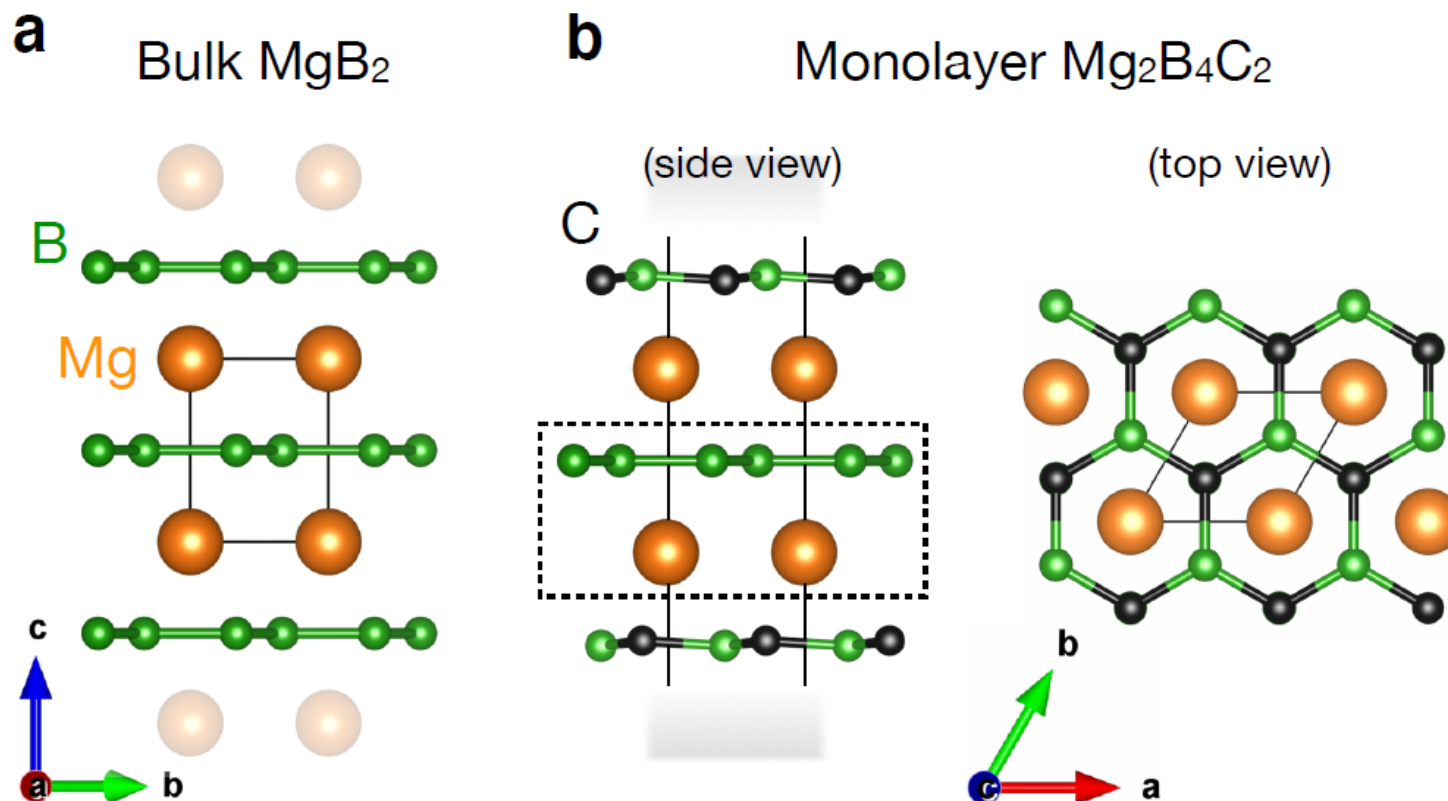 a
Bulk MgB₂
B
Mg
c
a
b
b
Monolayer Mg₂B₄C₂
(side view)
(top view)
C
b
c
a